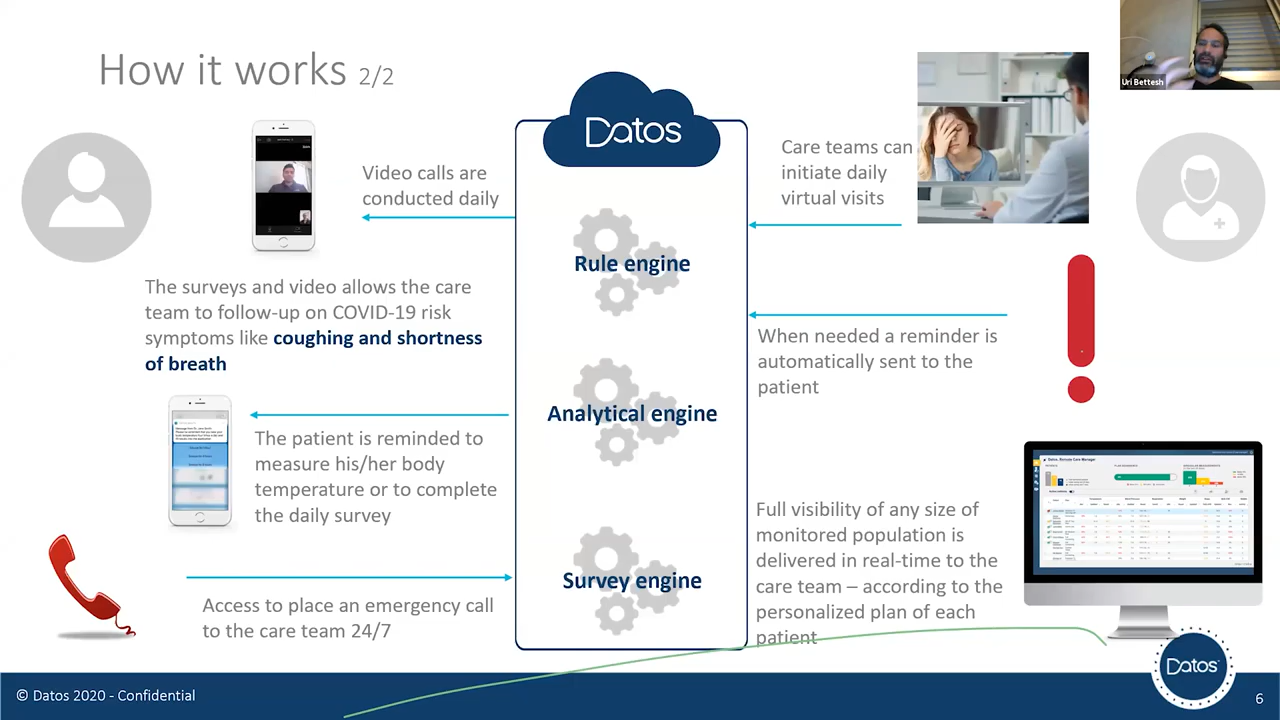 How it works 2/2
Uri Bettesh
Datos
Video calls are
conducted daily
Care teams can
initiate daily
virtual visits
Rule engine
The surveys and video allows the care
team to follow-up on COVID-19 risk
symptoms like coughing and shortness
of breath
When needed a reminder is
automatically sent to the
patient
Analytical engine
The patient is reminded to
measure his/her body
temperature or to complete
the daily survey
Full visibility of any size of
monitored population is
delivered in real-time to the
care team – according to the
personalized plan of each
patient
Survey engine
Access to place an emergency call
to the care team 24/7
Datos
© Datos 2020 - Confidential
6